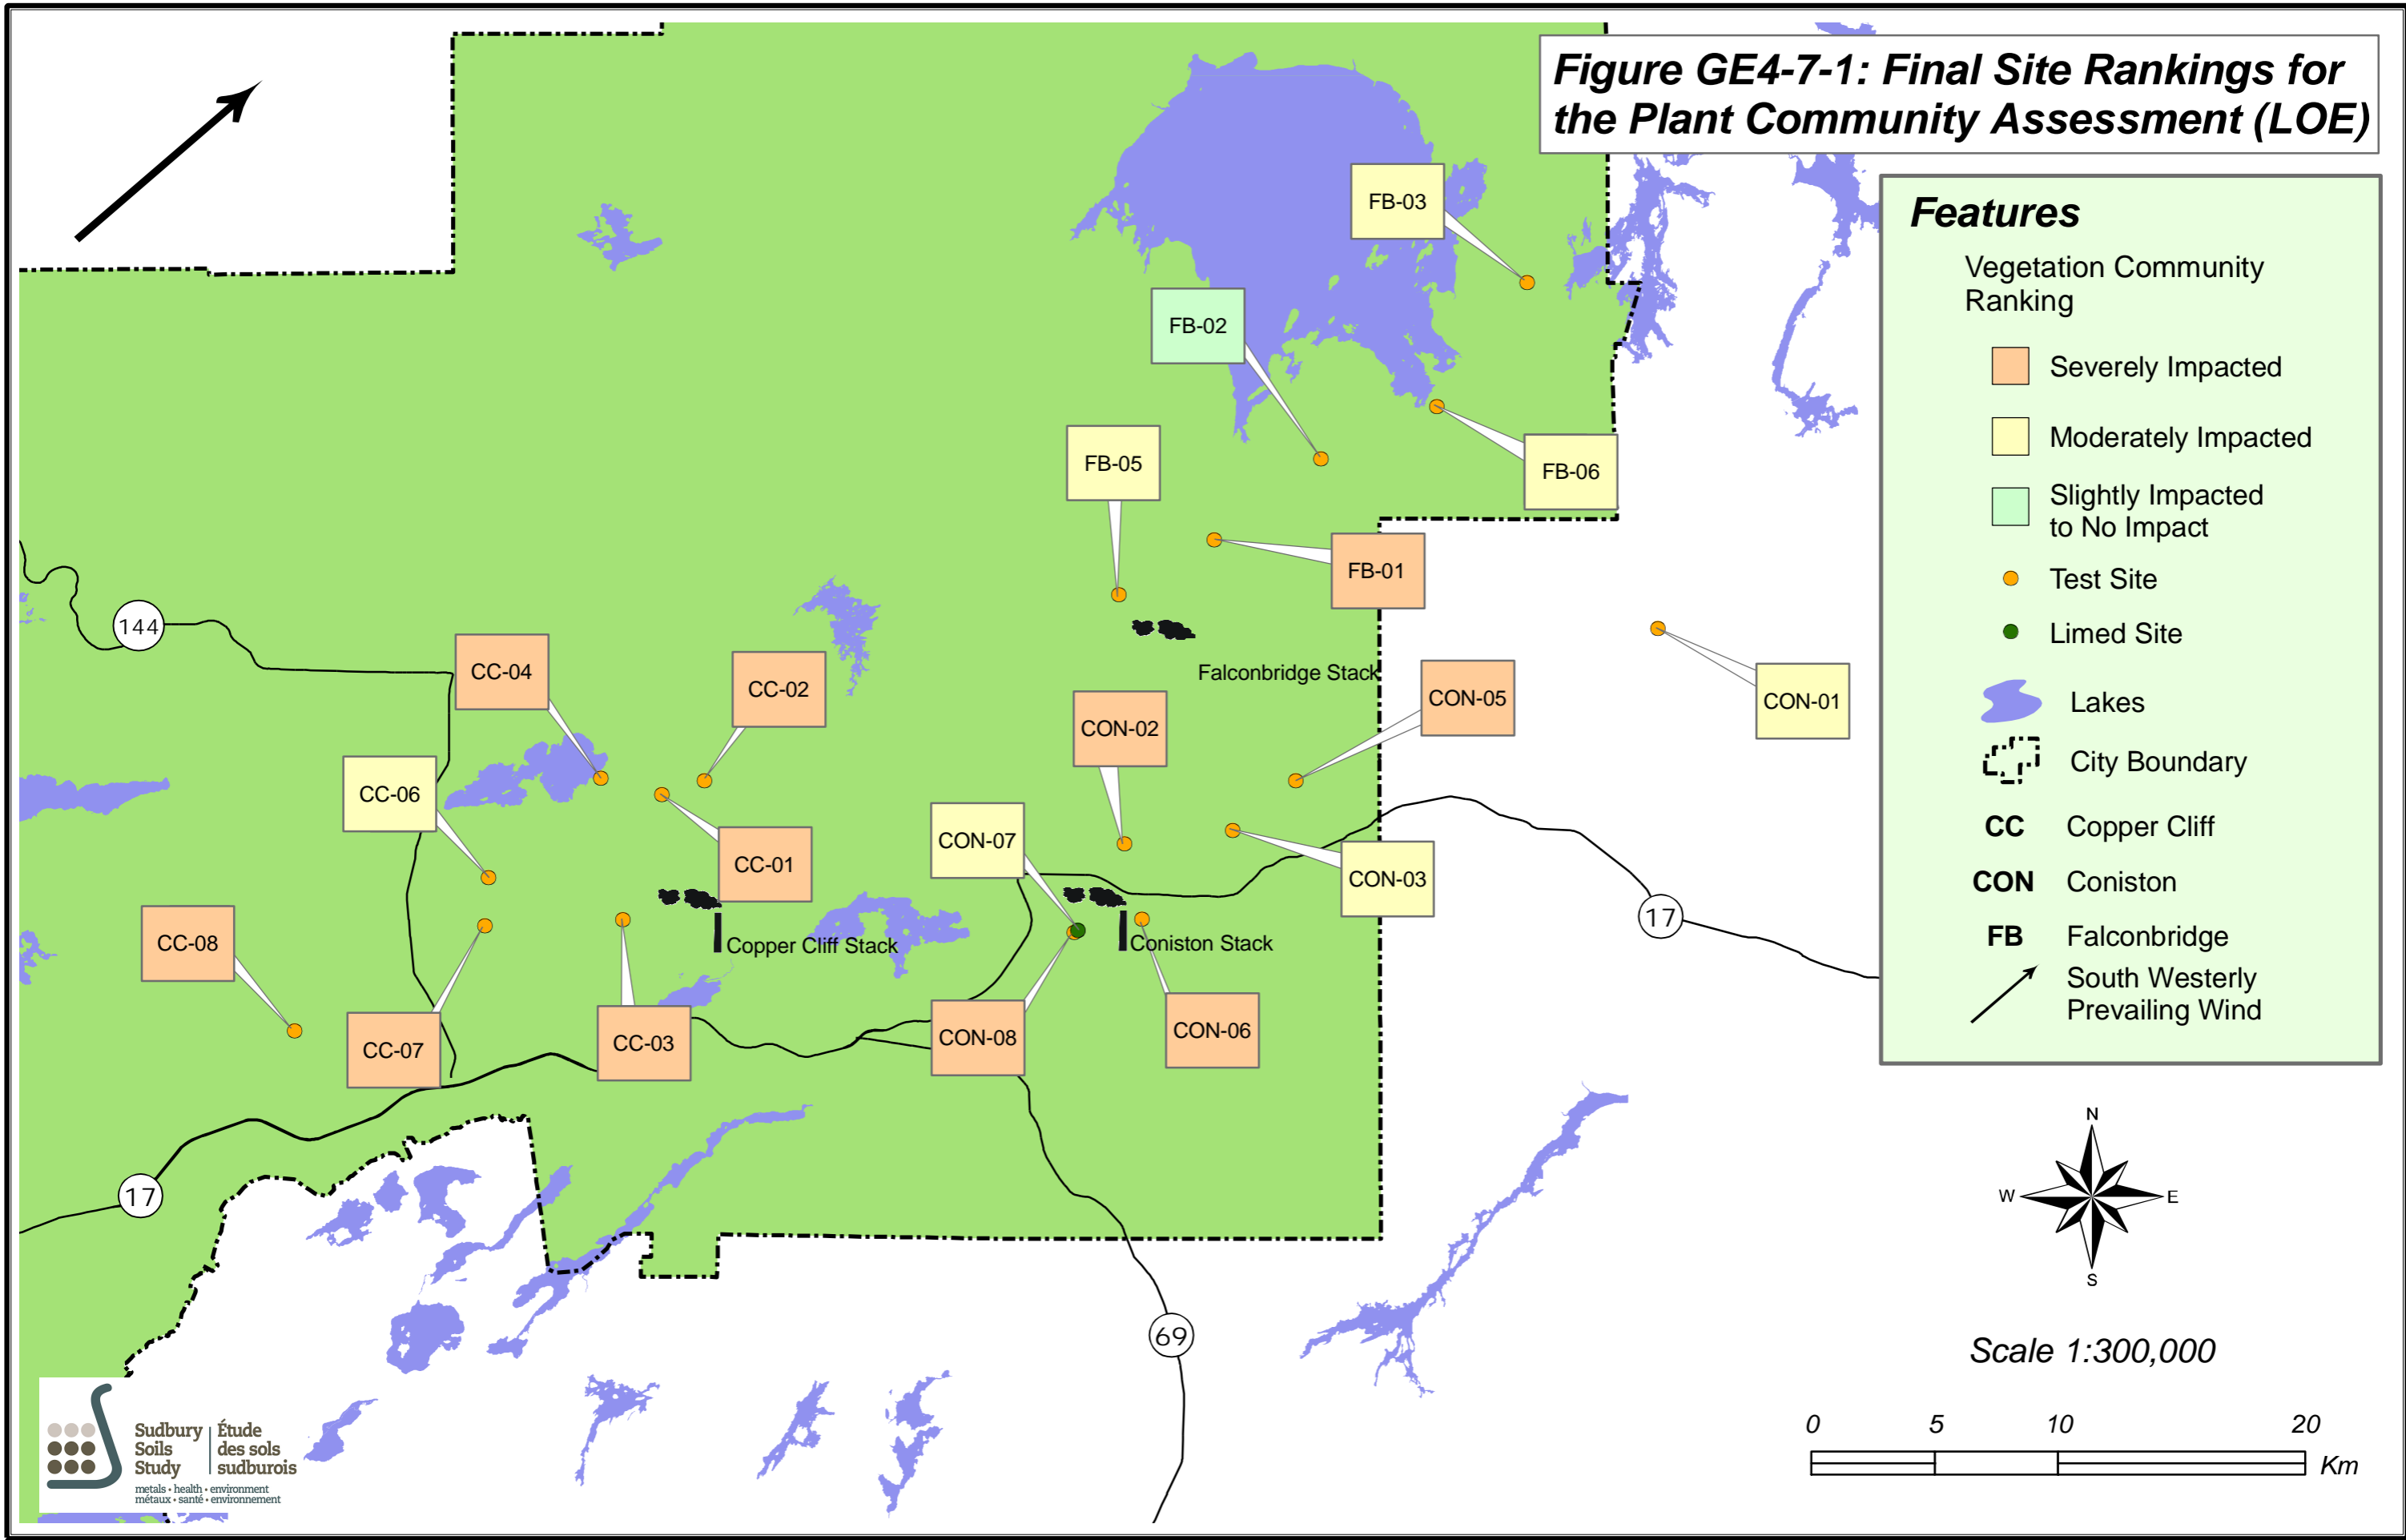 Figure GE4-7-1: Final Site Rankings for
the Plant Community Assessment (LOE)
Features
Vegetation Community
Ranking
Severely Impacted
Moderately Impacted
Slightly Impacted
to No Impact
Test Site
Limed Site
Lakes
City Boundary
CC Copper Cliff
CON Coniston
FB Falconbridge
South Westerly
Prevailing Wind
FB-03
FB-02
FB-05
FB-06
FB-01
144
Falconbridge Stack
CC-04
CC-02
CON-02
CON-05
CON-01
CC-06
CC-01
CON-07
CON-03
CC-08
Copper Cliff Stack
Coniston Stack
17
CC-07
CC-03
CON-08
CON-06
17
69
N
W
E
S
Scale 1:300,000
0 5 10 20
Km
Sudbury
Soils
Study
Étude
des sols
sudburois
metals • health • environment
métaux • santé • environnement